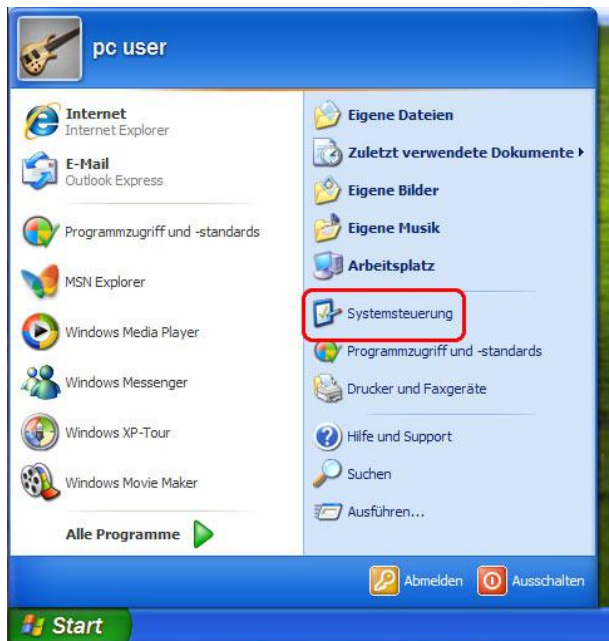 pc user
Internet
Internet Explorer
E-Mail
Outlook Express
Programmzugriff und -standards
MSN Explorer
Windows Media Player
Windows Messenger
Windows XP-Tour
Windows Movie Maker
Alle Programme
Eigene Dateien
Zuletzt verwendete Dokumente
Eigene Bilder
Eigene Musik
Arbeitsplatz
Systemsteuerung
Programmzugriff und -standards
Drucker und Faxgeräte
Hilfe und Support
Suchen
Ausführen...
Abmelden
Ausschalten
Start